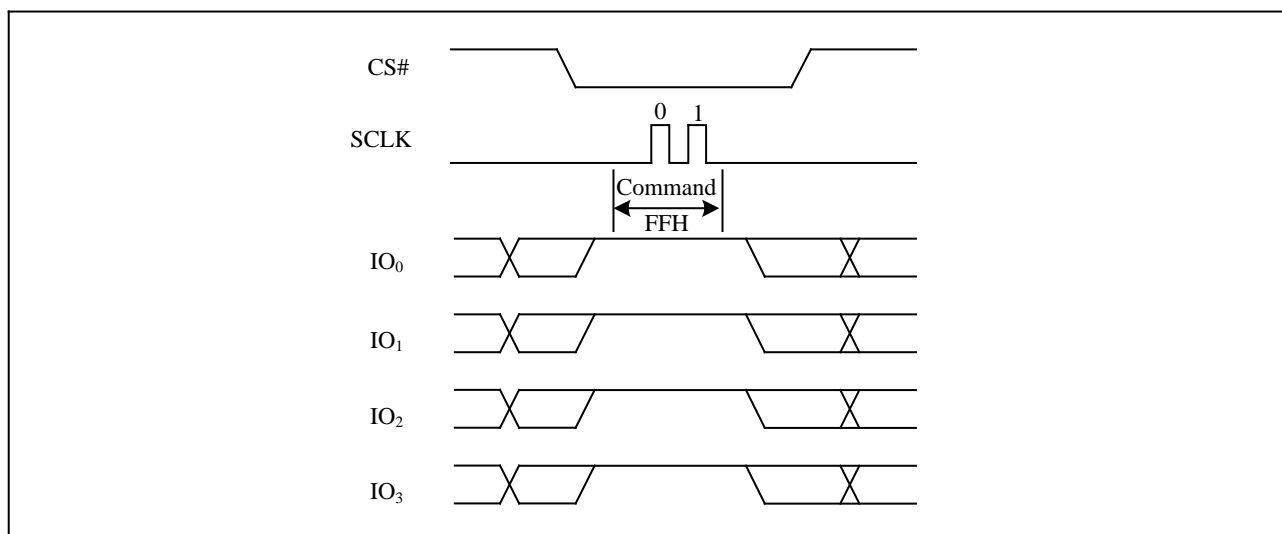 CS#
0 1
SCLK
Command
FFH
IO₀
IO₁
IO₂
IO₃